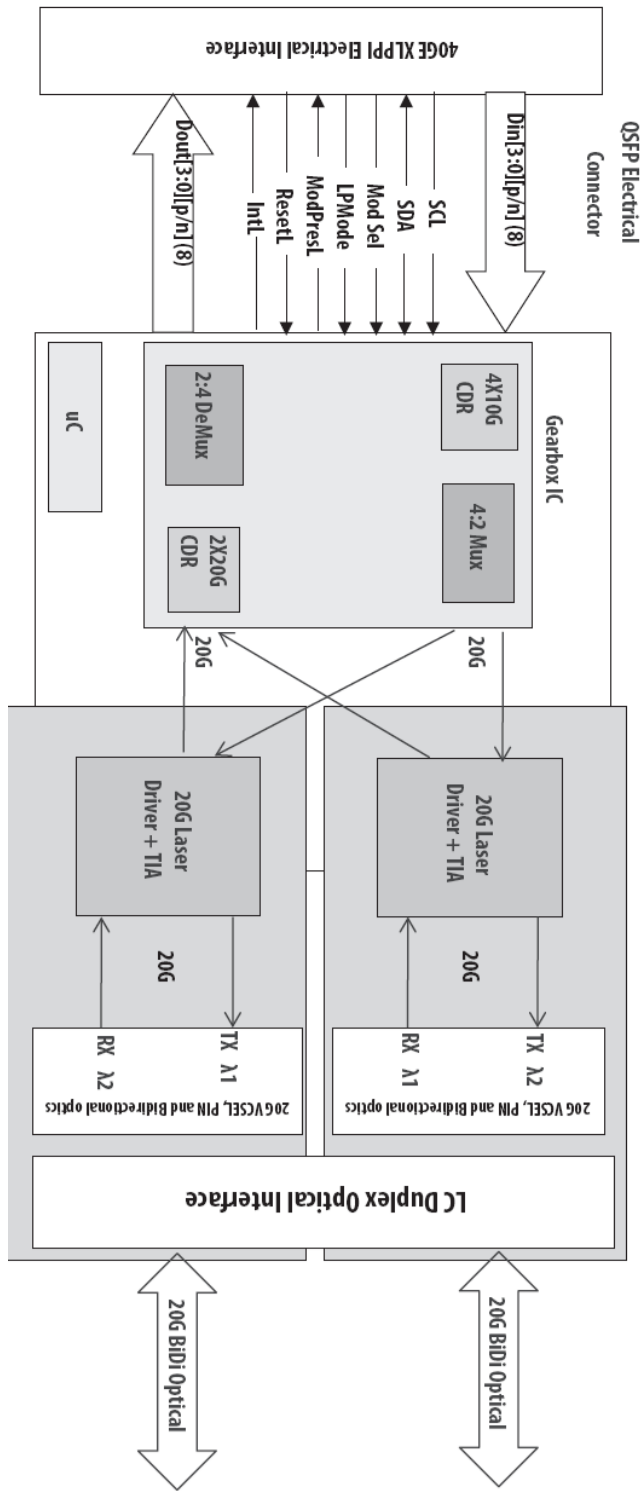 QSFP Electrical
Connector
40GE XLPPI Electrical Interface
Din[3:0][p/n] (8)
SCL
SDA
Mod Sel
LPMode
ModPresL
ResetL
IntL
Dout[3:0][p/n] (8)
Gearbox IC
4X10G
CDR
4:2 Mux
2:4 DeMux
2X20G
CDR
uC
20G
20G
20G Laser
Driver + TIA
20G Laser
Driver + TIA
20G
20G
TX λ2
RX λ1
20G VCSEL, PIN and Bidirectional optics
TX λ1
RX λ2
20G VCSEL, PIN and Bidirectional optics
LC Duplex Optical Interface
20G BiDi Optical
20G BiDi Optical